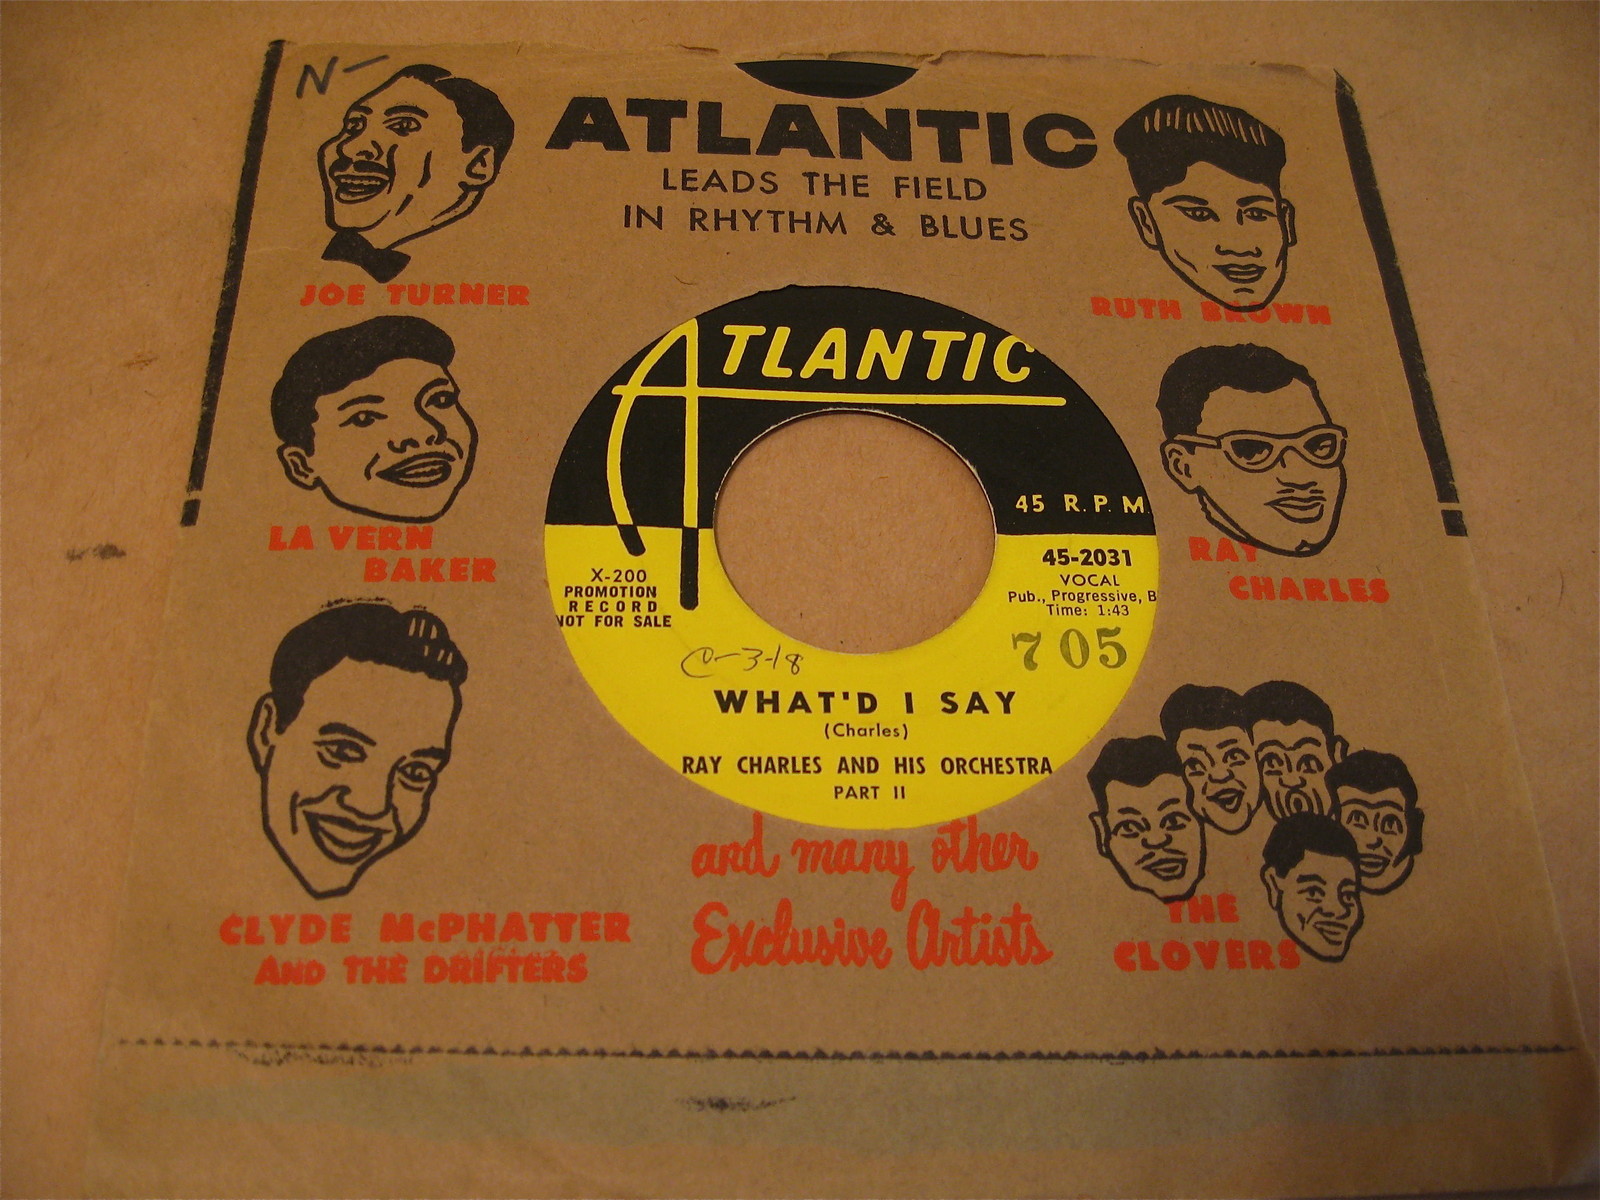 N-
ATLANTIC
LEADS THE FIELD
IN RHYTHM & BLUES
JOE TURNER
RUTH BROWN
LA VERN
BAKER
RAY
CHARLES
ATLANTIC
45 R.P.M
X-200
PROMOTION
RECORD
NOT FOR SALE
45-2031
VOCAL
Pub., Progressive, B
Time: 1:43
705
C-3-18
WHAT'D I SAY
(Charles)
RAY CHARLES AND HIS ORCHESTRA
PART II
CLYDE McPHATTER
AND THE DRIFTERS
and many other
Exclusive Artists
THE
CLOVERS